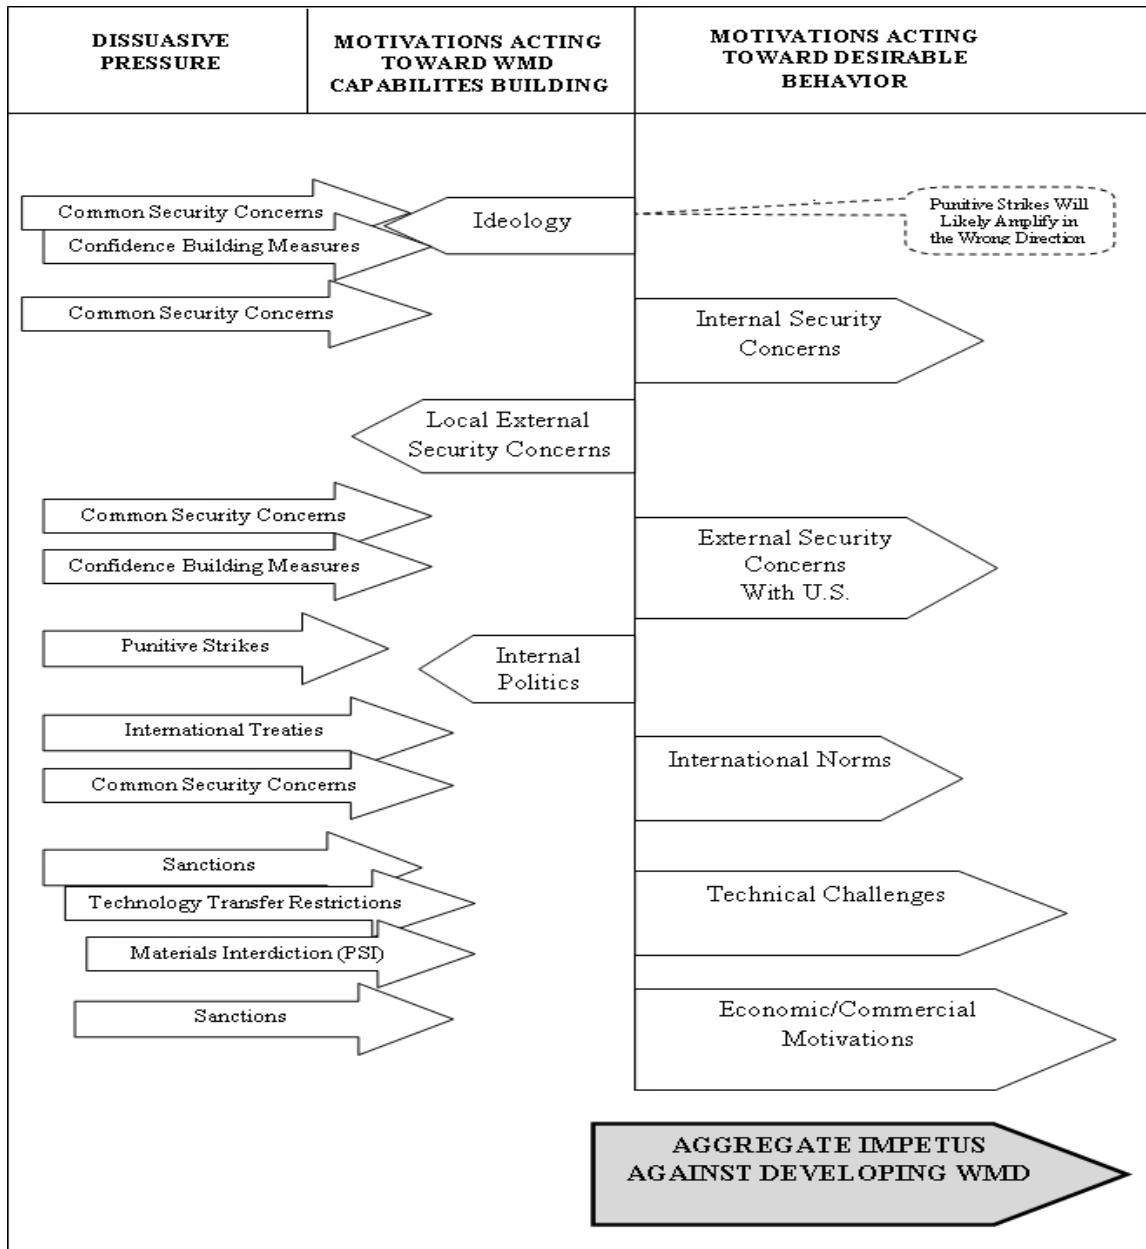 DISSUASIVE
PRESSURE
MOTIVATIONS ACTING
TOWARD WMD
CAPABILITES BUILDING
MOTIVATIONS ACTING
TOWARD DESIRABLE
BEHAVIOR
Common Security Concerns
Confidence Building Measures
Ideology
Punitive Strikes Will
Likely Amplify in
the Wrong Direction
Common Security Concerns
Internal Security
Concerns
Local External
Security Concerns
Common Security Concerns
Confidence Building Measures
External Security
Concerns
With U.S.
Punitive Strikes
Internal
Politics
International Treaties
Common Security Concerns
International Norms
Sanctions
Technology Transfer Restrictions
Materials Interdiction (PSI)
Technical Challenges
Sanctions
Economic/Commercial
Motivations
AGGREGATE IMPETUS
AGAINST DEVELOPING WMD